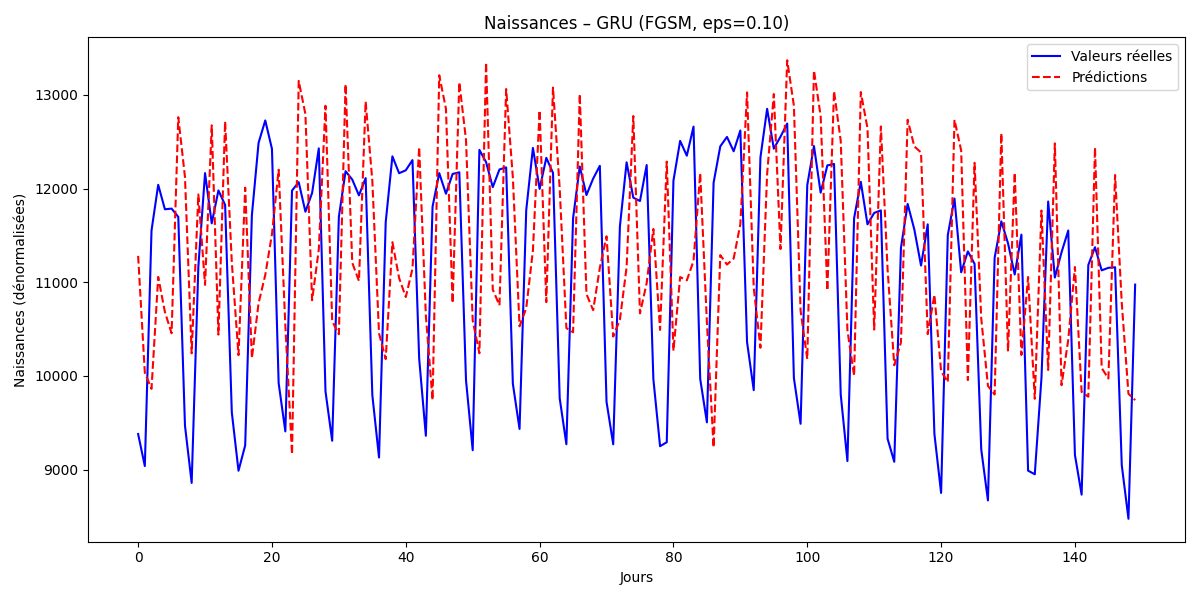 Naissances – GRU (FGSM, eps=0.10)
Valeurs réelles
Prédictions
Naissances (dénormalisées)
13000
12000
11000
10000
9000
0 20 40 60 80 100 120 140
Jours